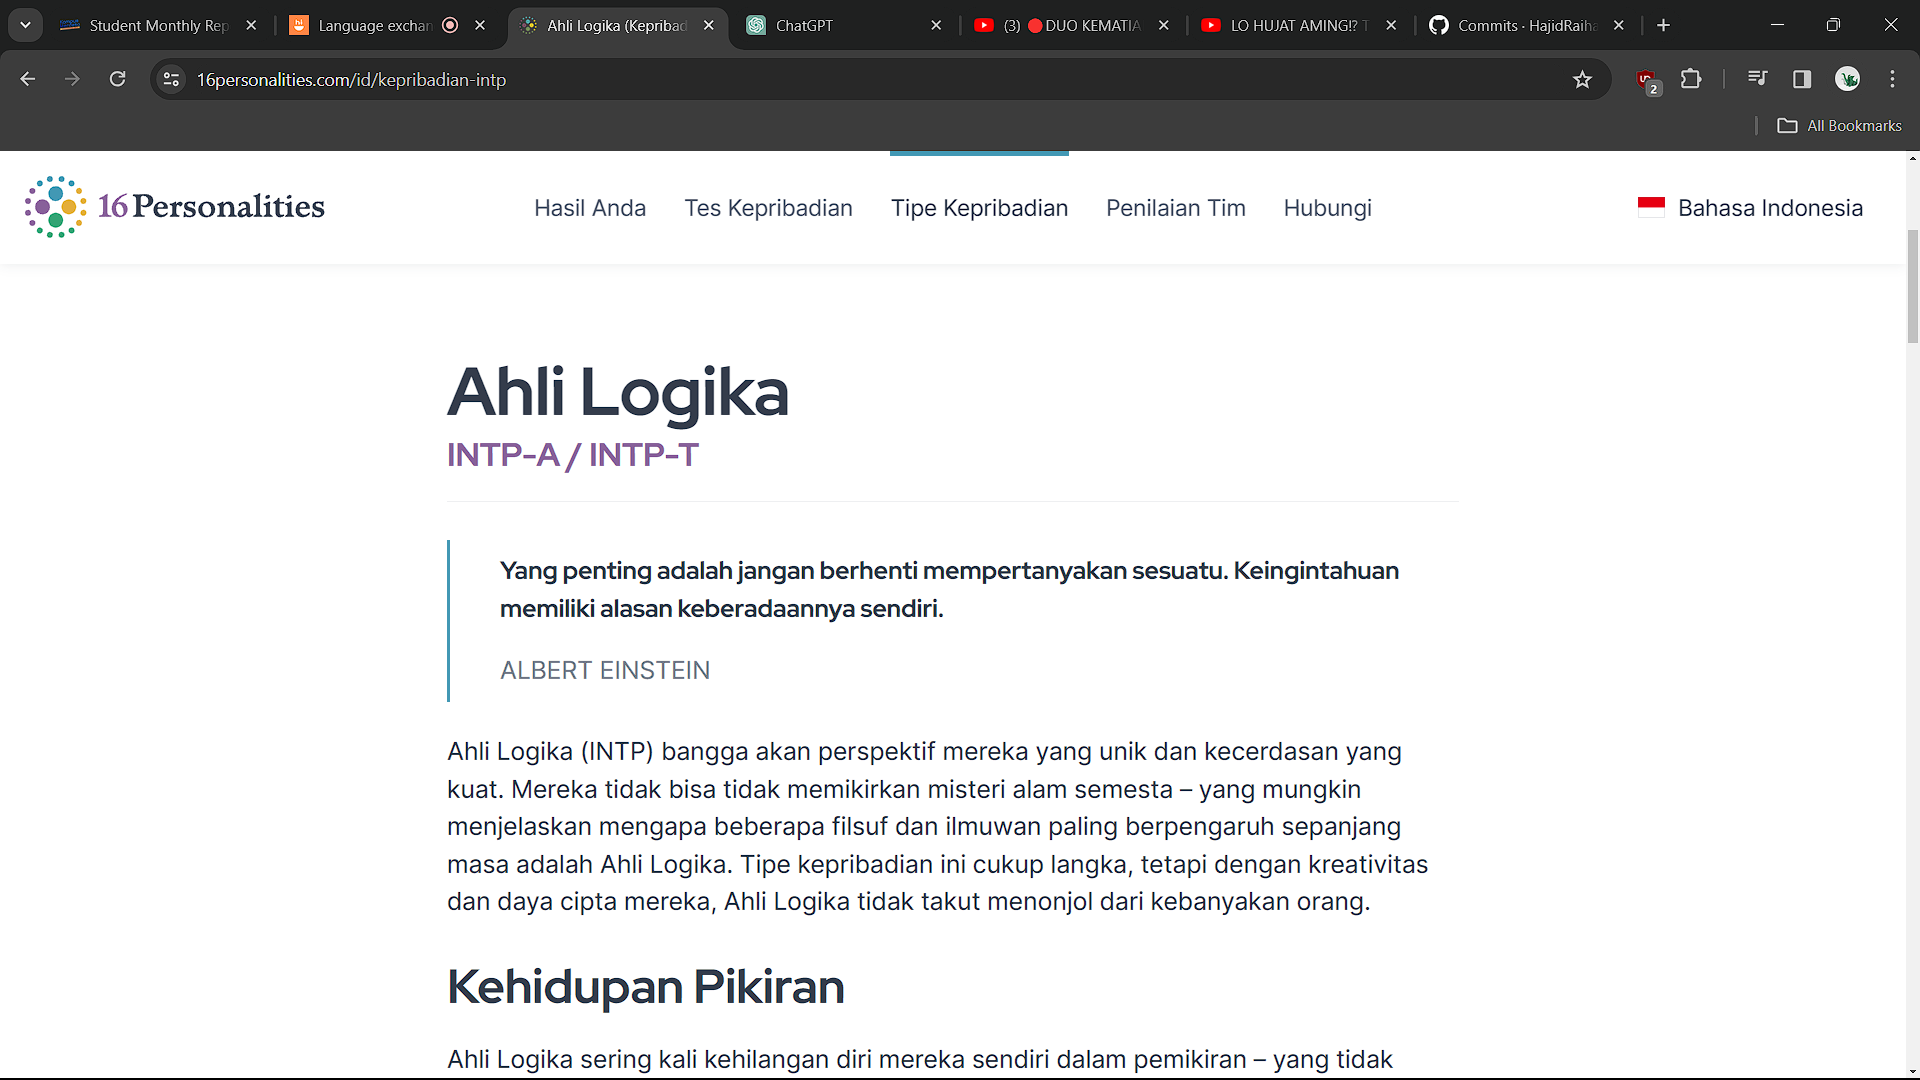 Student Monthly Rep
Language exchan
Ahli Logika (Kepribad
ChatGPT
(3) 🔴DUO KEMATIA
LO HUJAT AMING!? T
Commits · HajidRaiha
16personalities.com/id/kepribadian-intp
2
All Bookmarks
16Personalities
Hasil Anda
Tes Kepribadian
Tipe Kepribadian
Penilaian Tim
Hubungi
Bahasa Indonesia
Ahli Logika
INTP-A / INTP-T
Yang penting adalah jangan berhenti mempertanyakan sesuatu. Keingintahuan
memiliki alasan keberadaannya sendiri.
ALBERT EINSTEIN
Ahli Logika (INTP) bangga akan perspektif mereka yang unik dan kecerdasan yang
kuat. Mereka tidak bisa tidak memikirkan misteri alam semesta – yang mungkin
menjelaskan mengapa beberapa filsuf dan ilmuwan paling berpengaruh sepanjang
masa adalah Ahli Logika. Tipe kepribadian ini cukup langka, tetapi dengan kreativitas
dan daya cipta mereka, Ahli Logika tidak takut menonjol dari kebanyakan orang.
Kehidupan Pikiran
Ahli Logika sering kali kehilangan diri mereka sendiri dalam pemikiran – yang tidak